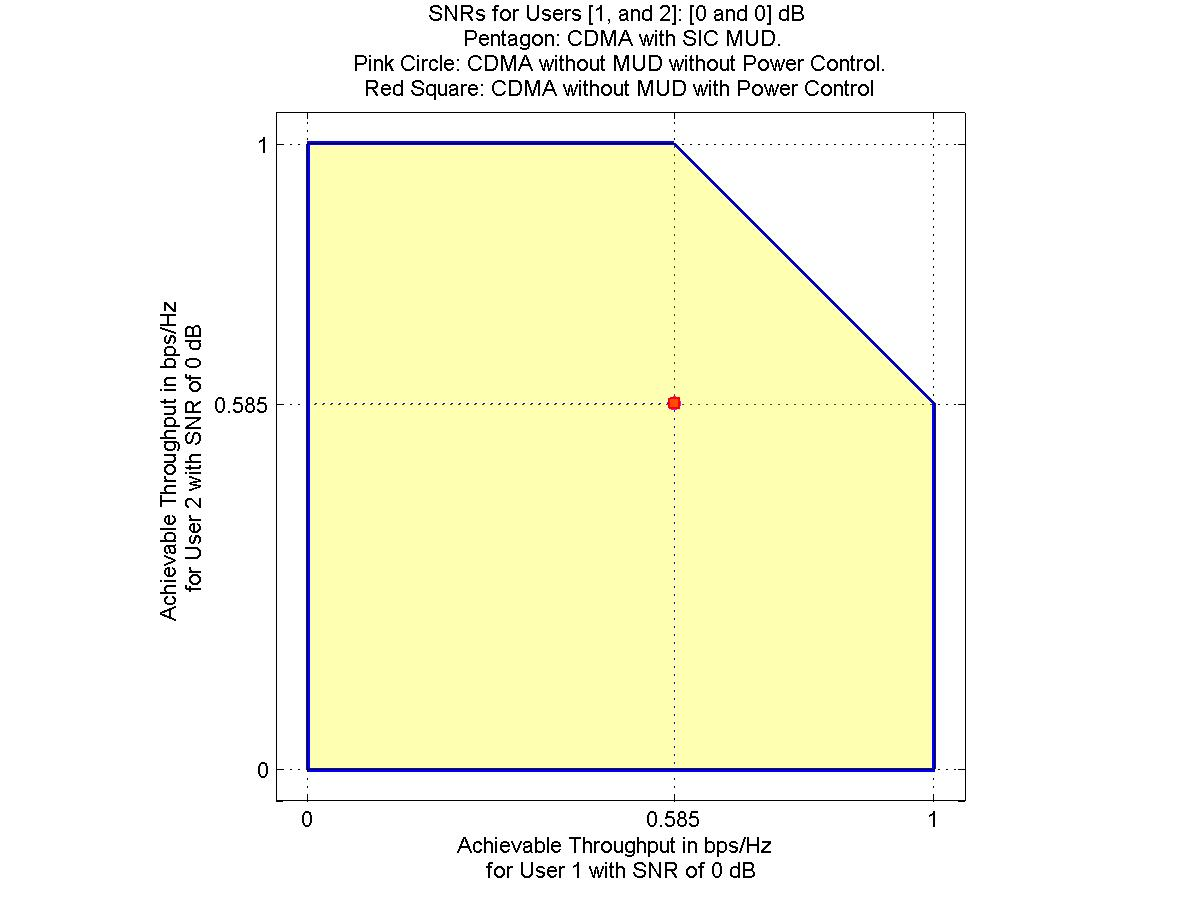 SNRs for Users [1, and 2]: [0 and 0] dB
Pentagon: CDMA with SIC MUD.
Pink Circle: CDMA without MUD without Power Control.
Red Square: CDMA without MUD with Power Control
1
0.585
0
Achievable Throughput in bps/Hz
for User 2 with SNR of 0 dB
0
0.585
1
Achievable Throughput in bps/Hz
for User 1 with SNR of 0 dB